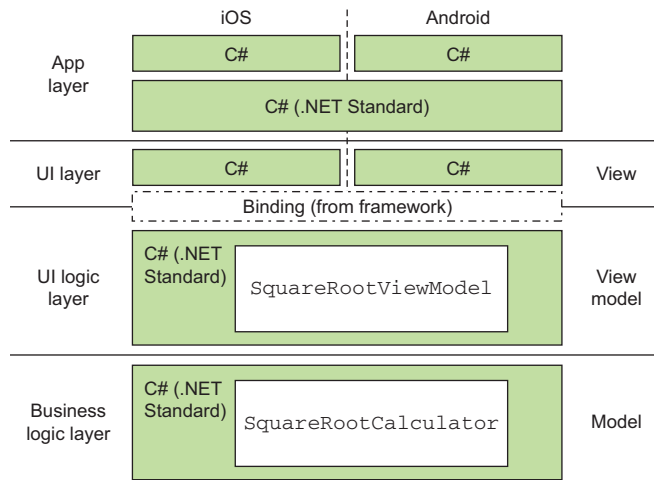 iOS Android
App layer
C# C#
C# (.NET Standard)
UI layer
C# C#
View
Binding (from framework)
UI logic layer
C# (.NET
Standard)
SquareRootViewModel
View
model
Business
logic layer
C# (.NET
Standard)
SquareRootCalculator
Model